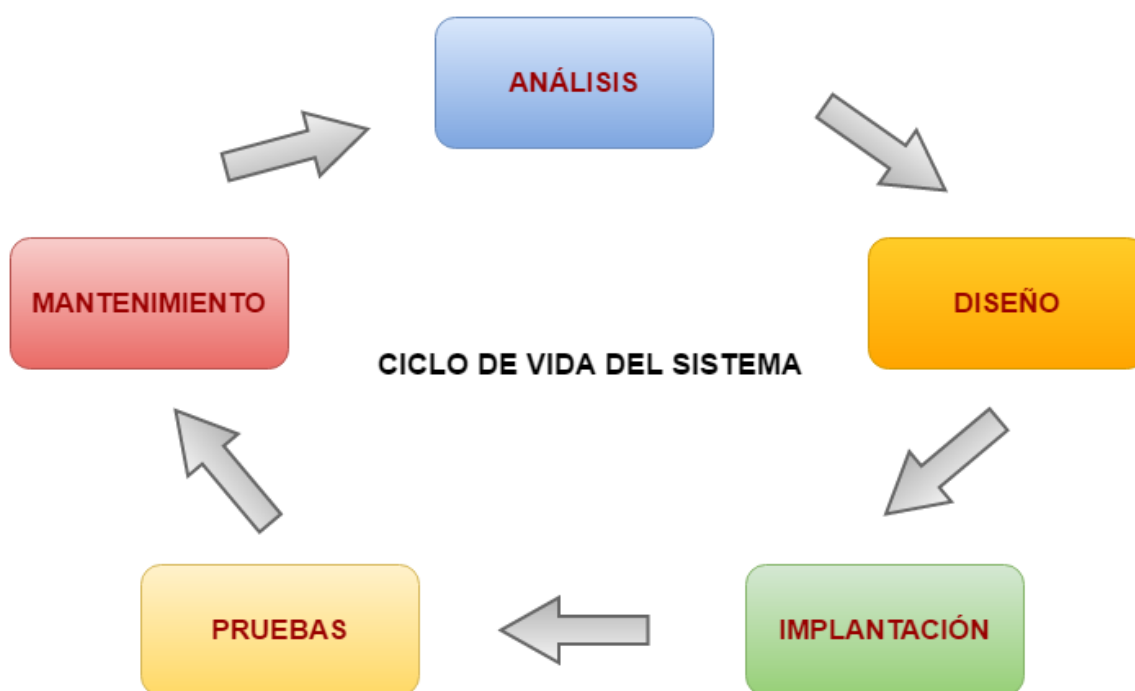 ANÁLISIS
DISEÑO
IMPLANTACIÓN
PRUEBAS
MANTENIMIENTO
CICLO DE VIDA DEL SISTEMA